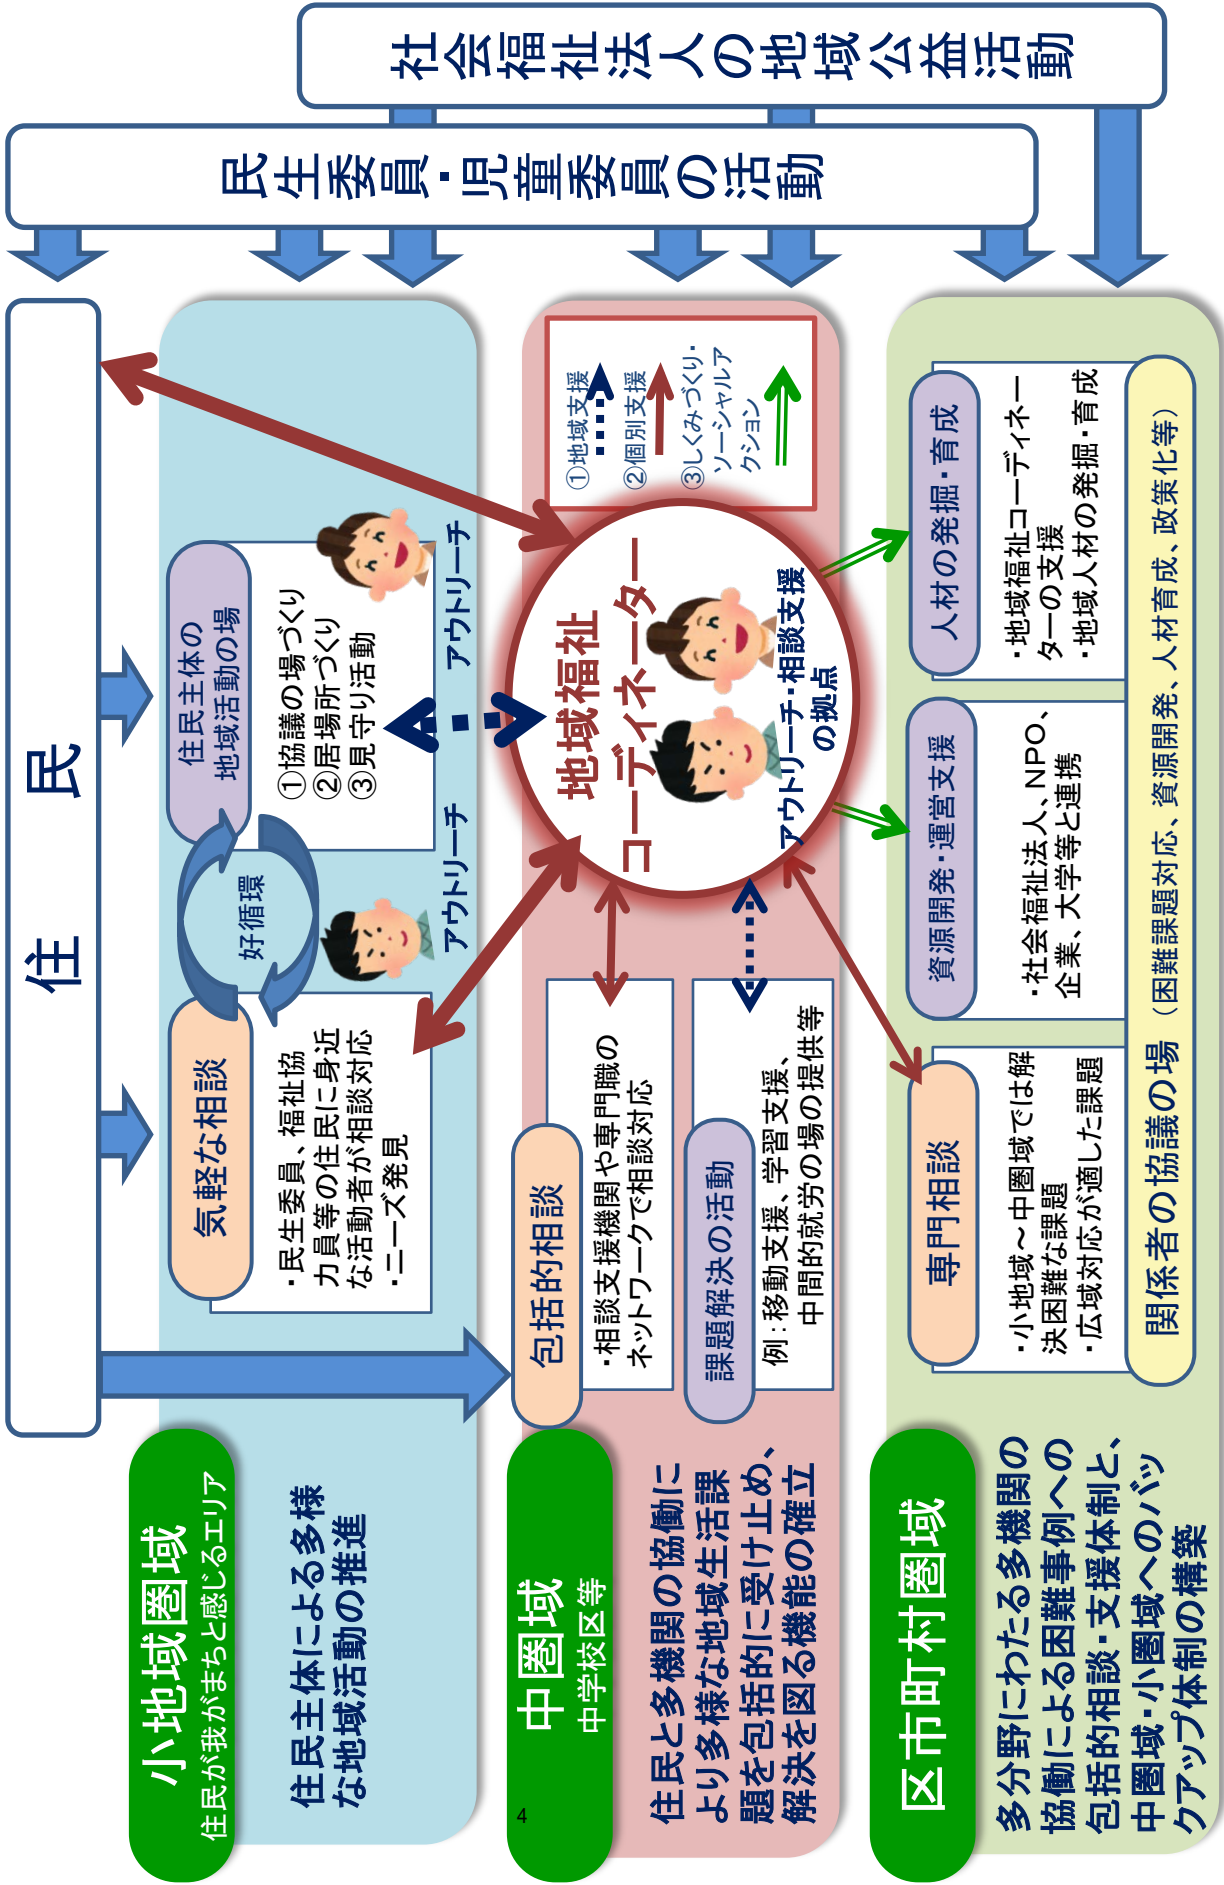 住 民
小地域圏域
住民が我がまちと感じるエリア
住民主体による多様
な地域活動の推進
気軽な相談
・民生委員、福祉協
力員等の住民に身近
な活動者が相談対応
・ニーズ発見
好循環
住民主体の
地域活動の場
①協議の場づくり
②居場所づくり
③見守り活動
アウトリーチ
アウトリーチ
中圏域
中学校区等
住民と多機関の協働に
より多様な地域生活課
題を包括的に受け止め、
解決を図る機能の確立
4
包括的相談
・相談支援機関や専門職の
ネットワークで相談対応
課題解決の活動
例：移動支援、学習支援、
中間的就労の場の提供等
地域福祉
コーディネーター
アウトリーチ・相談支援
の拠点
①地域支援
②個別支援
③しくみづくり・
ソーシャルア
クション
区市町村圏域
多分野にわたる多機関の
協働による困難事例への
包括的相談・支援体制と、
中圏域・小圏域へのバッ
クアップ体制の構築
専門相談
・小地域～中圏域では解
決困難な課題
・広域対応が適した課題
資源開発・運営支援
・社会福祉法人、NPO、
企業、大学等と連携
人材の発掘・育成
・地域福祉コーディネー
ターの支援
・地域人材の発掘・育成
関係者の協議の場（困難課題対応、資源開発、人材育成、政策化等）
民生委員・児童委員の活動
社会福祉法人の地域公益活動